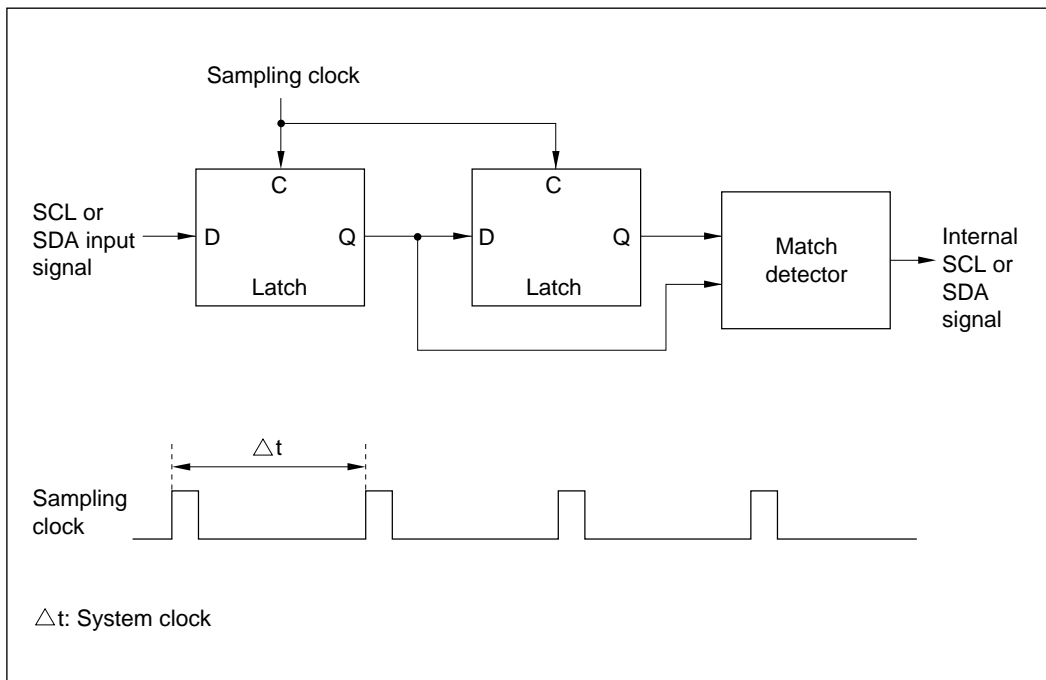 Sampling clock
SCL or
SDA input
signal
D
C
Q
Latch
D
C
Q
Latch
Match
detector
Internal
SCL or
SDA
signal
△t
Sampling
clock
△t: System clock